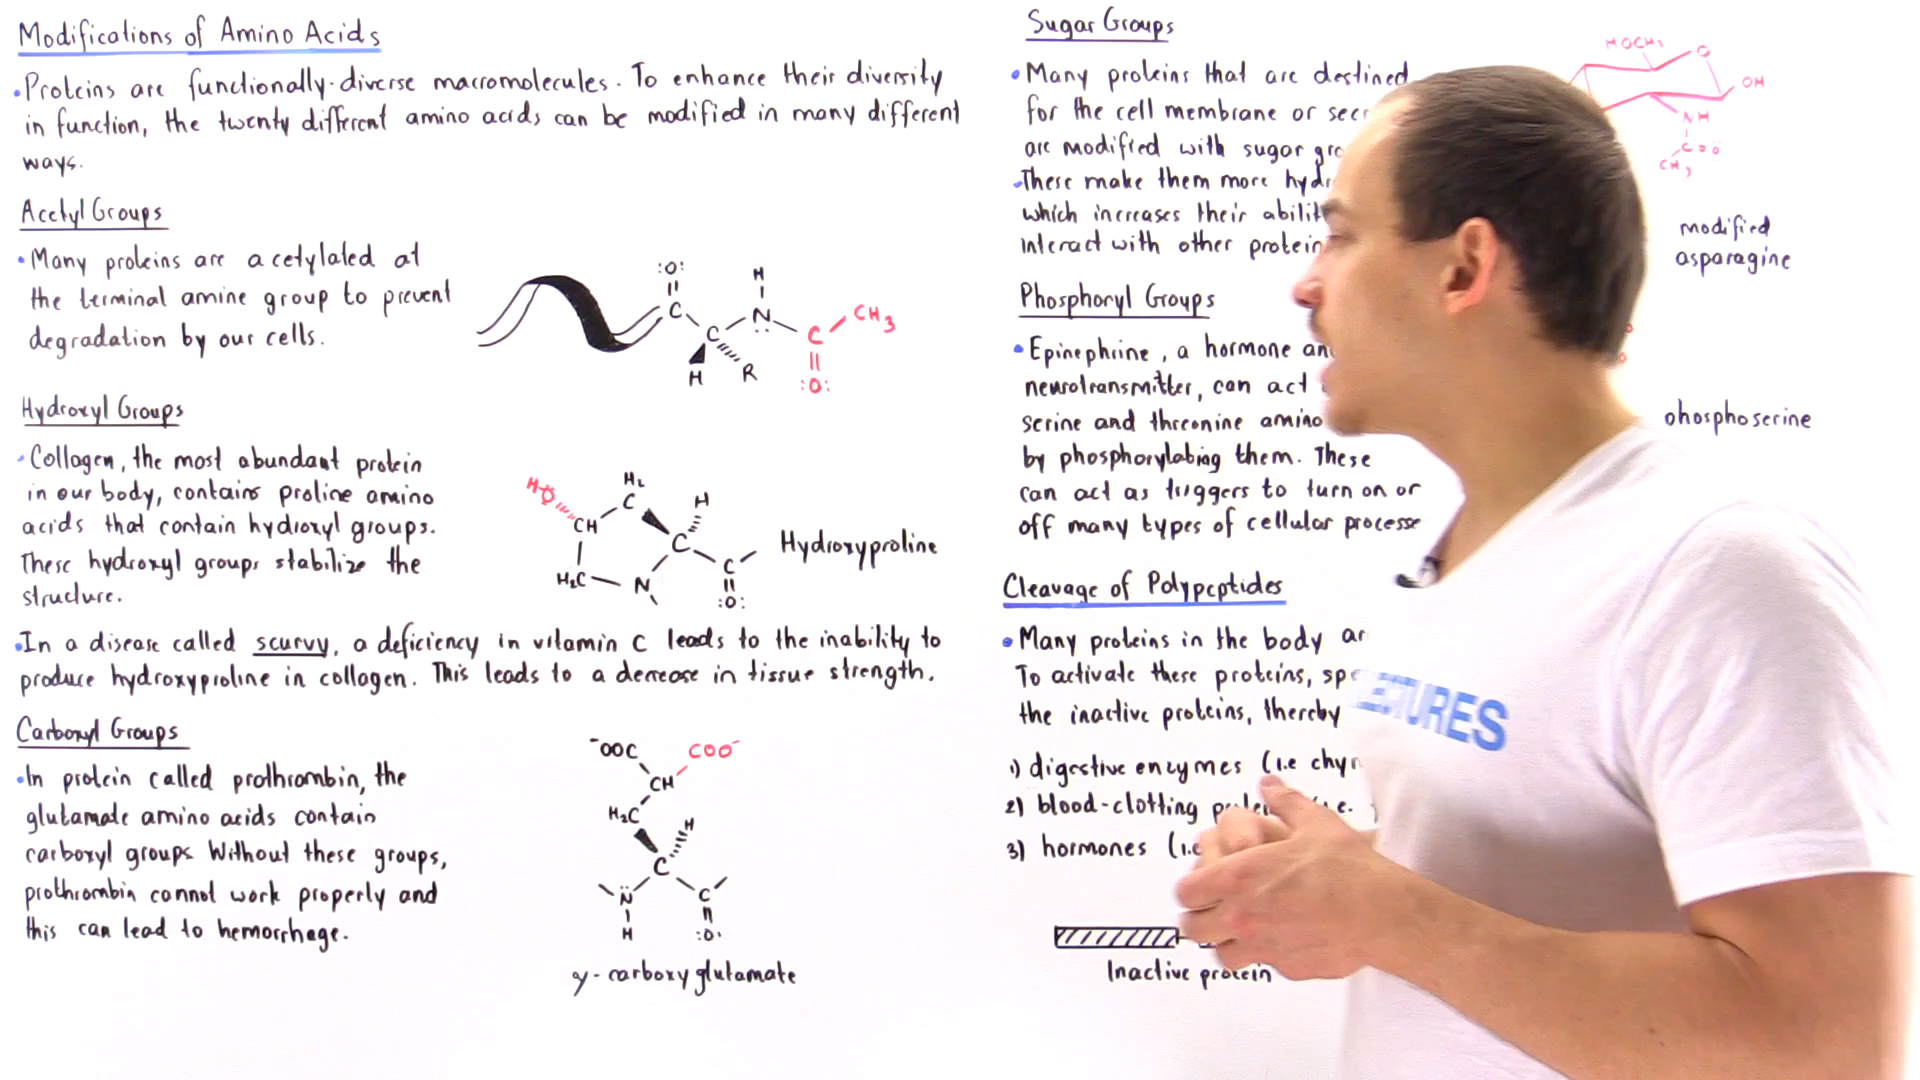 Modifications of Amino Acids
• Proteins are functionally-diverse macromolecules. To enhance their diversity
in function, the twenty different amino acids can be modified in many different
ways.
Acetyl Groups
• Many proteins are acetylated at
the terminal amine group to prevent
degradation by our cells.
:O:
C
C
H
R
H
N
C
CH3
:O:
Hydroxyl Groups
• Collagen, the most abundant protein
in our body, contains proline amino
acids that contain hydroxyl groups.
These hydroxyl groups stabilize the
structure.
HO
H2
C
CH
H
C
H2C
N
C
:O:
Hydroxyproline
• In a disease called scurvy, a deficiency in vitamin C leads to the inability to
produce hydroxyproline in collagen. This leads to a decrease in tissue strength.
Carboxyl Groups
• In protein called prothrombin, the
glutamate amino acids contain
carboxyl groups. Without these groups,
prothrombin cannot work properly and
this can lead to hemorrhage.
-OOC
COO-
CH
H2C
H
C
N
H
C
:O:
γ-carboxyglutamate
Sugar Groups
• Many proteins that are destined
for the cell membrane or
are modified with sugar
• These make them more
which increases their
interact with other
HOCH2
O
OH
NH
C=O
CH3
modified
asparagine
Phosphoryl Groups
• Epinephrine, a hormone
neurotransmitter, can act
serine and threonine amino
by phosphorylating them. These
can act as triggers to turn on or
off many types of cellular
phosphoserine
Cleavage of Polypeptides
• Many proteins in the body
To activate these proteins,
the inactive proteins, thereby
1) digestive enzymes (i.e
2) blood-clotting
3) hormones (i.e
Inactive protein
LECTURES